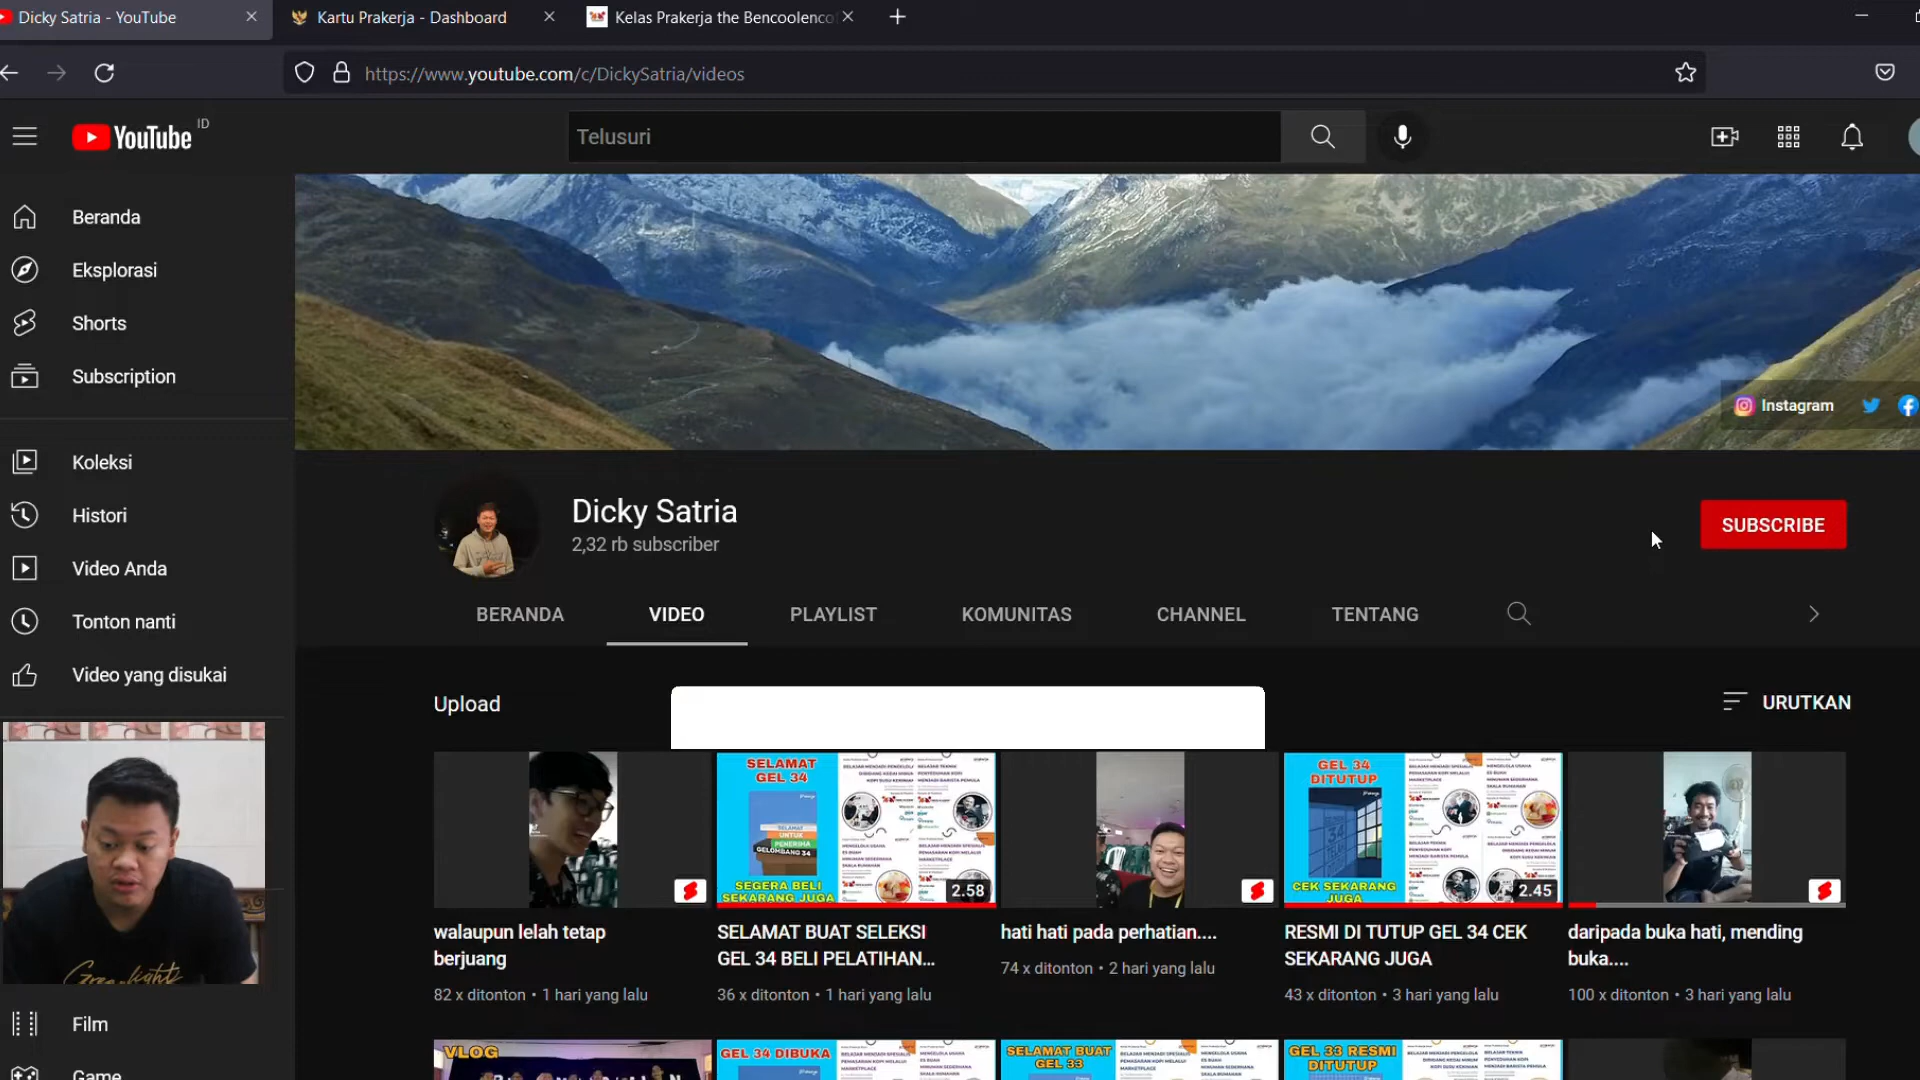 Dicky Satria - YouTube
Kartu Prakerja - Dashboard
Kelas Prakerja the Bencoolenco
https://www.youtube.com/c/DickySatria/videos
YouTube ID
Telusuri
Beranda
Eksplorasi
Shorts
Subscription
Koleksi
Histori
Video Anda
Tonton nanti
Video yang disukai
Film
Game
Instagram
Dicky Satria
2,32 rb subscriber
SUBSCRIBE
BERANDA
VIDEO
PLAYLIST
KOMUNITAS
CHANNEL
TENTANG
Upload
URUTKAN
SELAMAT
GEL 34
SELAMAT
UNTUK
PENERIMA
GELOMBANG 34
SEGERA BELI
SEKARANG JUGA
2.58
GEL 34
DITUTUP
CEK SEKARANG
JUGA
2.45
walaupun lelah tetap
berjuang
82 x ditonton • 1 hari yang lalu
SELAMAT BUAT SELEKSI
GEL 34 BELI PELATIHAN...
36 x ditonton • 1 hari yang lalu
hati hati pada perhatian....
74 x ditonton • 2 hari yang lalu
RESMI DI TUTUP GEL 34 CEK
SEKARANG JUGA
43 x ditonton • 3 hari yang lalu
daripada buka hati, mending
buka....
100 x ditonton • 3 hari yang lalu
VLOG
GEL 34 DIBUKA
SELAMAT BUAT
GEL 33
GEL 33 RESMI
DITUTUP